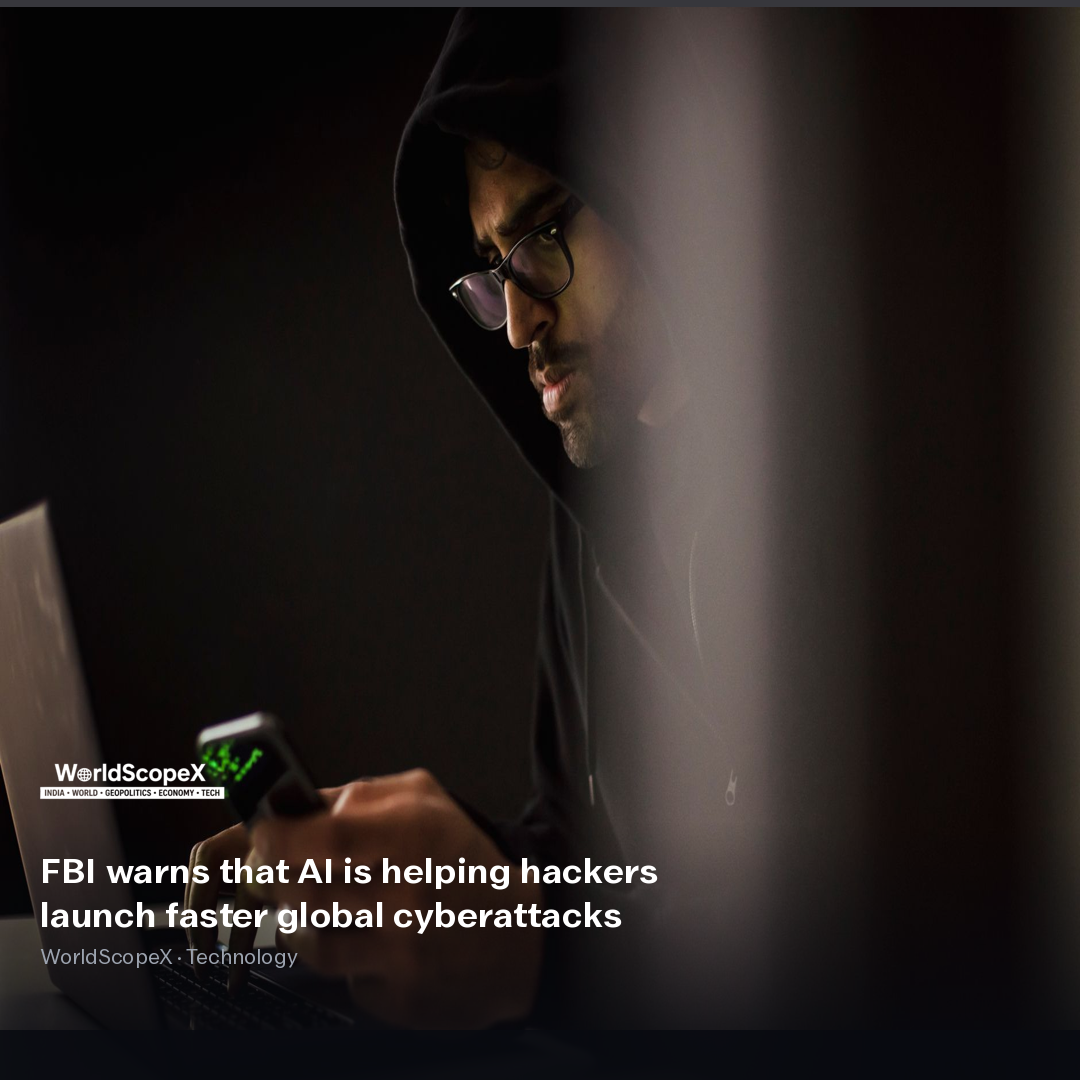 WorldScopeX
INDIA • WORLD • GEOPOLITICS • ECONOMY • TECH
FBI warns that AI is helping hackers
launch faster global cyberattacks
WorldScopeX · Technology